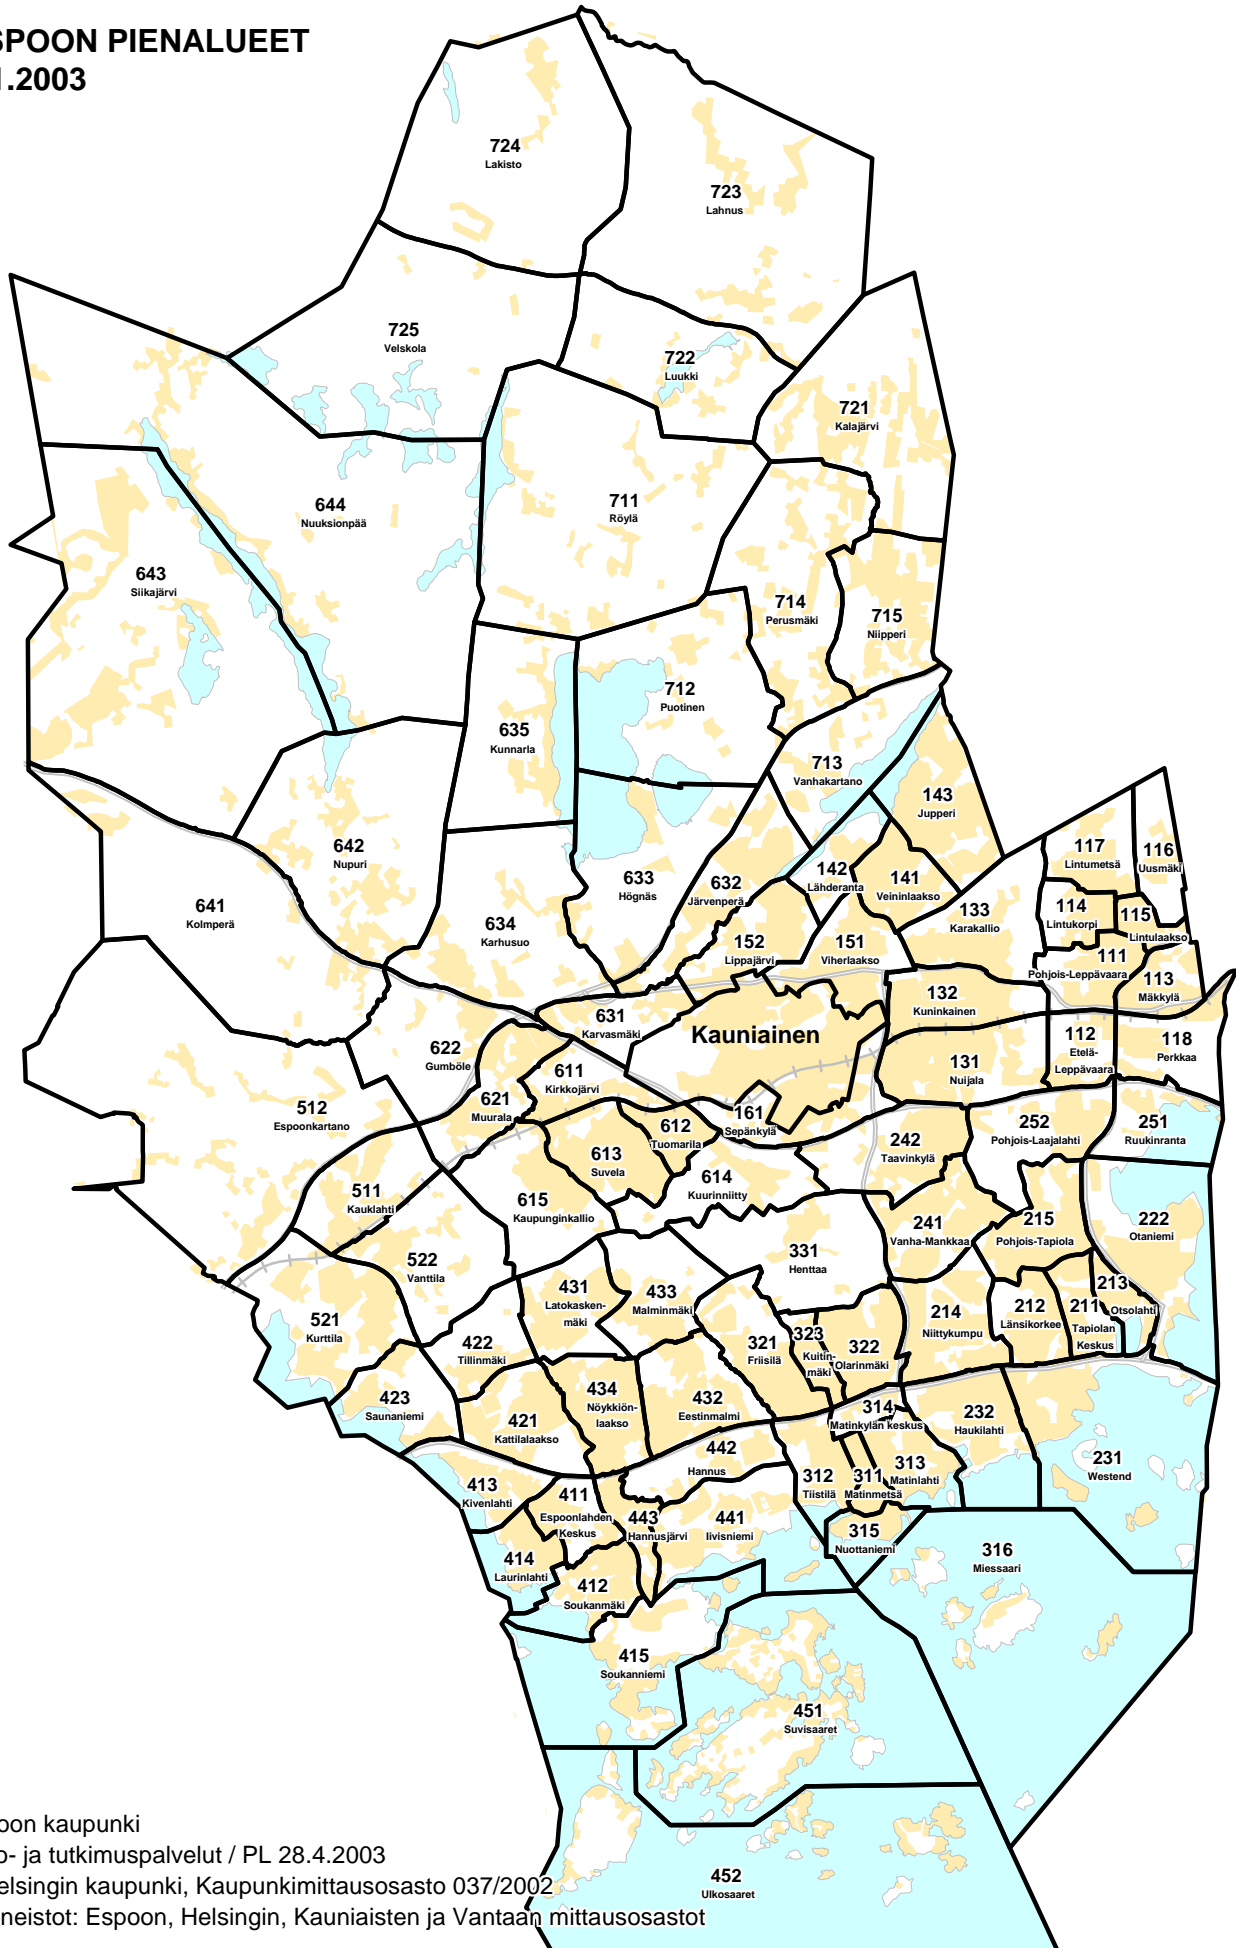 SPOON PIENALUEET
1.2003
724
Lakisto
723
Lahnus
725
Velskola
722
Luukki
721
Kalajärvi
644
Nuuksionpää
711
Röylä
643
Siikajärvi
714
Perusmäki
715
Niipperi
712
Puotinen
635
Kunnarla
713
Vanhakartano
143
Jupperi
642
Nupuri
117
Lintumetsä
116
Uusmäki
142
Lähderanta
141
Veininlaakso
633
Högnäs
632
Järvenperä
641
Kolmperä
634
Karhusuo
133
Karakallio
114
Lintukorpi
115
Lintulaakso
152
Lippajärvi
151
Viherlaakso
111
Pohjois-Leppävaara
113
Mäkkylä
132
Kuninkainen
631
Karvasmäki
Kauniainen
112
Etelä-
Leppävaara
118
Perkkaa
622
Gumböle
611
Kirkkojärvi
131
Nuijala
621
Muurala
512
Espoonkartano
161
Sepänkylä
612
Tuomarila
252
Pohjois-Laajalahti
251
Ruukinranta
242
Taavinkylä
613
Suvela
614
Kuurinniitty
511
Kauklahti
615
Kaupunginkallio
241
Vanha-Mankkaa
215
Pohjois-Tapiola
222
Otaniemi
522
Vanttila
331
Henttaa
431
Latokasken-
mäki
433
Malminmäki
213
Otsolahti
521
Kurttila
214
Niittykumpu
212
Länsikorkee
211
Tapiolan
Keskus
422
Tillinmäki
321
Friisilä
323
Kuitin-
mäki
322
Olarinmäki
423
Saunaniemi
421
Kattilalaakso
434
Nöykkiön-
laakso
432
Eestinmalmi
314
Matinkylän keskus
232
Haukilahti
442
Hannus
231
Westend
413
Kivenlahti
411
Espoonlahden
Keskus
312
Tiistilä
311
Matinmetsä
313
Matinlahti
443
Hannusjärvi
441
Iivisniemi
315
Nuottaniemi
414
Laurinlahti
316
Miessaari
412
Soukanmäki
415
Soukanniemi
451
Suvisaaret
452
Ulkosaaret
oon kaupunki
o- ja tutkimuspalvelut / PL 28.4.2003
elsingin kaupunki, Kaupunkimittausosasto 037/2002
neistot: Espoon, Helsingin, Kauniaisten ja Vantaan mittausosastot